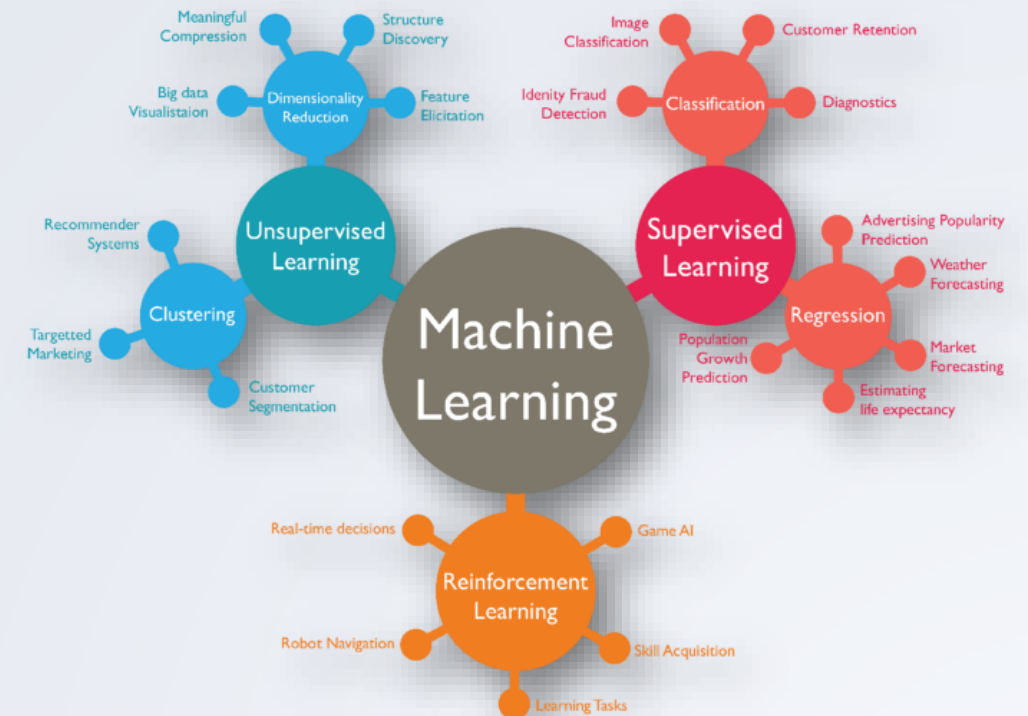 Meaningful
Compression
Structure
Discovery
Big data
Visualistaion
Dimensionality
Reduction
Feature
Elicitation
Image
Classification
Customer Retention
Idenity Fraud
Detection
Classification
Diagnostics
Unsupervised
Learning
Recommender
Systems
Clustering
Targetted
Marketing
Customer
Segmentation
Supervised
Learning
Advertising Popularity
Prediction
Weather
Forecasting
Regression
Population
Growth
Prediction
Market
Forecasting
Estimating
life expectancy
Machine
Learning
Real-time decisions
Game AI
Reinforcement
Learning
Robot Navigation
Skill Acquisition
Learning Tasks